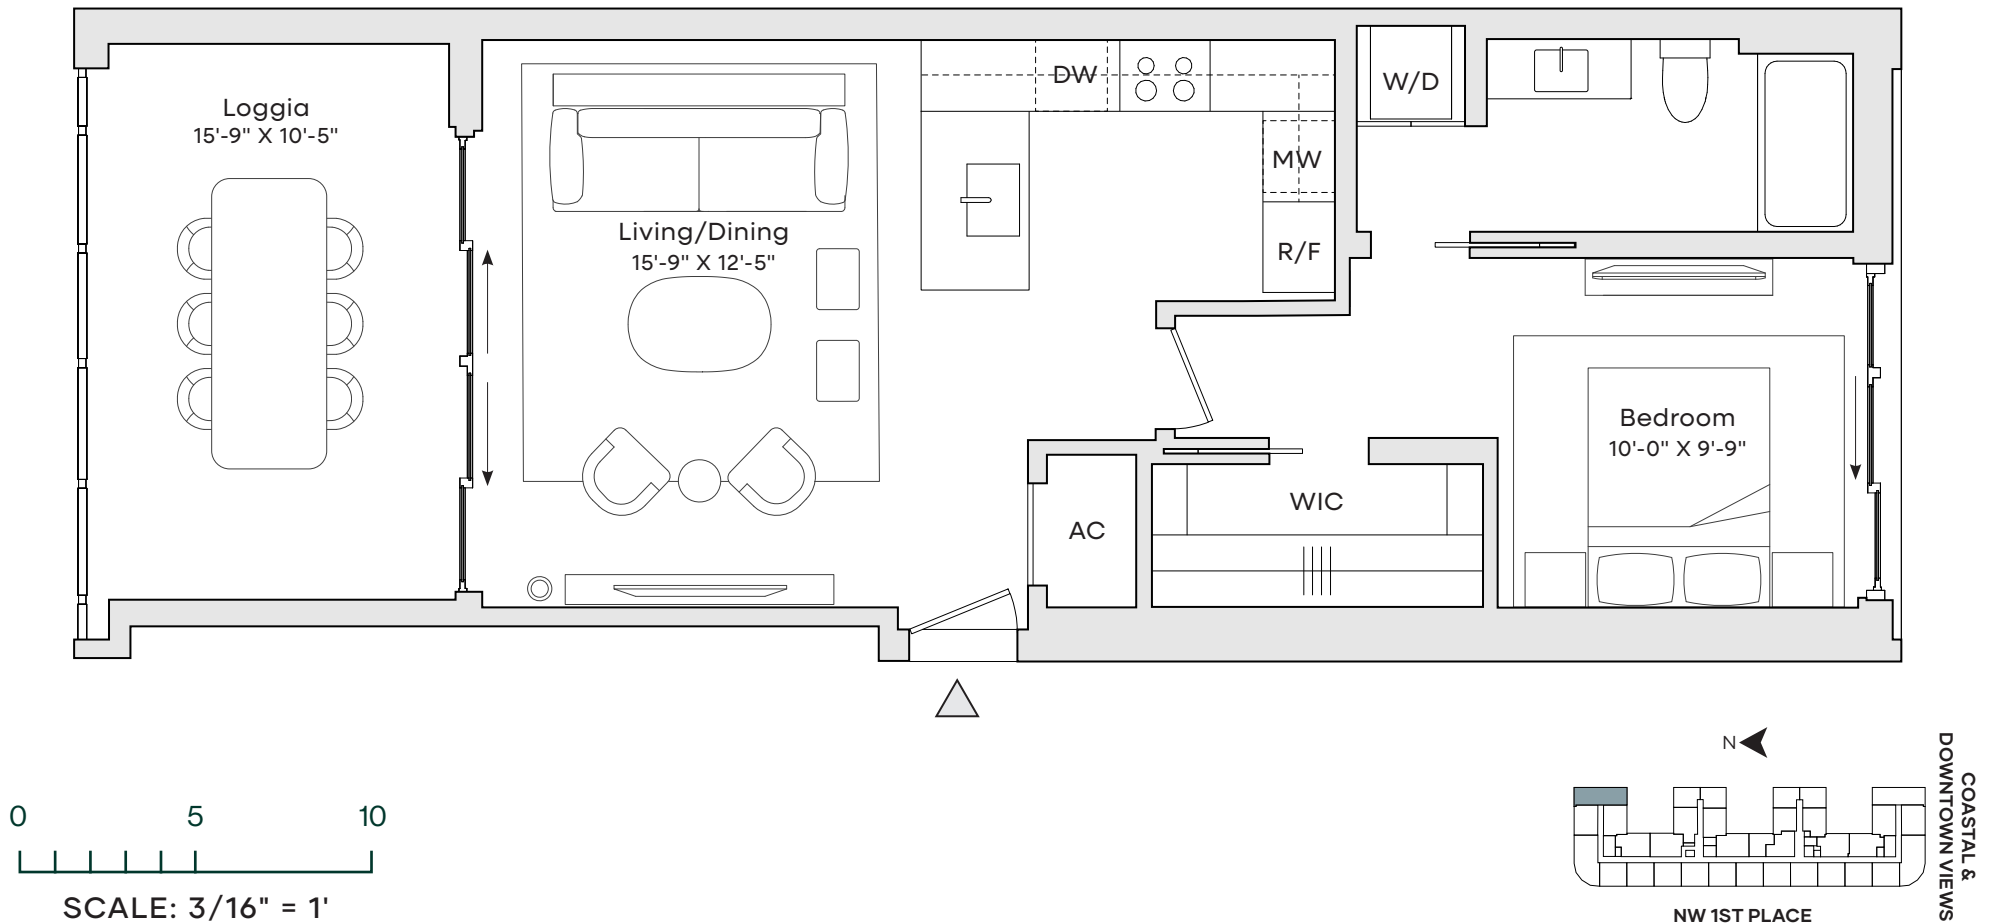 Loggia
15'-9" X 10'-5"
Living/Dining
15'-9" X 12'-5"
DW
MW
R/F
W/D
AC
WIC
Bedroom
10'-0" X 9'-9"
0 5 10
SCALE: 3/16" = 1'
N
COASTAL &
DOWNTOWN VIEWS
NW 1ST PLACE